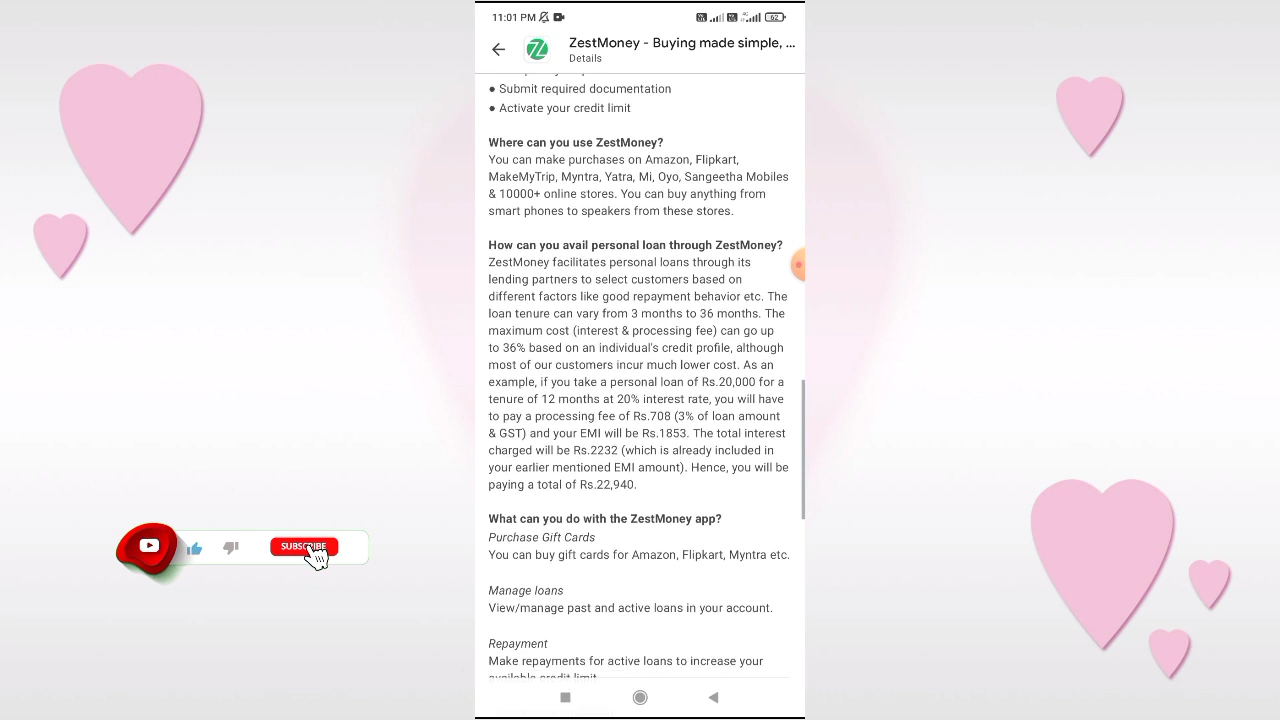 11:01 PM
62
ZestMoney - Buying made simple, ...
Details
● Submit required documentation
● Activate your credit limit
Where can you use ZestMoney?
You can make purchases on Amazon, Flipkart,
MakeMyTrip, Myntra, Yatra, Mi, Oyo, Sangeetha Mobiles
& 10000+ online stores. You can buy anything from
smart phones to speakers from these stores.
How can you avail personal loan through ZestMoney?
ZestMoney facilitates personal loans through its
lending partners to select customers based on
different factors like good repayment behavior etc. The
loan tenure can vary from 3 months to 36 months. The
maximum cost (interest & processing fee) can go up
to 36% based on an individual's credit profile, although
most of our customers incur much lower cost. As an
example, if you take a personal loan of Rs.20,000 for a
tenure of 12 months at 20% interest rate, you will have
to pay a processing fee of Rs.708 (3% of loan amount
& GST) and your EMI will be Rs.1853. The total interest
charged will be Rs.2232 (which is already included in
your earlier mentioned EMI amount). Hence, you will be
paying a total of Rs.22,940.
What can you do with the ZestMoney app?
Purchase Gift Cards
You can buy gift cards for Amazon, Flipkart, Myntra etc.
Manage loans
View/manage past and active loans in your account.
Repayment
Make repayments for active loans to increase your
available credit limit
SUBSCRIBE